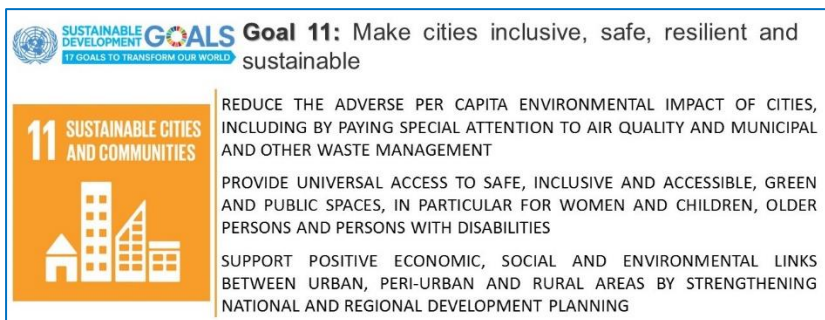 SUSTAINABLE
DEVELOPMENT GOALS
17 GOALS TO TRANSFORM OUR WORLD
Goal 11: Make cities inclusive, safe, resilient and
sustainable
11 SUSTAINABLE CITIES
AND COMMUNITIES
REDUCE THE ADVERSE PER CAPITA ENVIRONMENTAL IMPACT OF CITIES,
INCLUDING BY PAYING SPECIAL ATTENTION TO AIR QUALITY AND MUNICIPAL
AND OTHER WASTE MANAGEMENT
PROVIDE UNIVERSAL ACCESS TO SAFE, INCLUSIVE AND ACCESSIBLE, GREEN
AND PUBLIC SPACES, IN PARTICULAR FOR WOMEN AND CHILDREN, OLDER
PERSONS AND PERSONS WITH DISABILITIES
SUPPORT POSITIVE ECONOMIC, SOCIAL AND ENVIRONMENTAL LINKS
BETWEEN URBAN, PERI-URBAN AND RURAL AREAS BY STRENGTHENING
NATIONAL AND REGIONAL DEVELOPMENT PLANNING